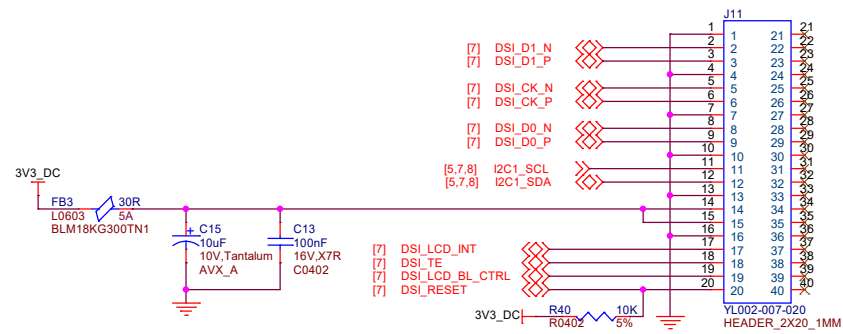 J11
1 1 21 21
[7] DSI_D1_N 2 2 22 22
[7] DSI_D1_P 3 3 23 23
4 4 24 24
[7] DSI_CK_N 5 5 25 25
[7] DSI_CK_P 6 6 26 26
7 7 27 27
[7] DSI_D0_N 8 8 28 28
[7] DSI_D0_P 9 9 29 29
10 10 30 30
[5,7,8] I2C1_SCL 11 11 31 31
[5,7,8] I2C1_SDA 12 12 32 32
13 13 33 33
3V3_DC
14 14 34 34
FB3 30R
L0603 5A
BLM18KG300TN1
15 15 35 35
16 16 36 36
+ C15
10uF
10V,Tantalum
AVX_A
C13
100nF
16V,X7R
C0402
[7] DSI_LCD_INT 17 17 37 37
[7] DSI_TE 18 18 38 38
[7] DSI_LCD_BL_CTRL 19 19 39 39
[7] DSI_RESET 20 20 40 40
3V3_DC
R40 10K
R0402 5%
YL002-007-020
HEADER_2X20_1MM